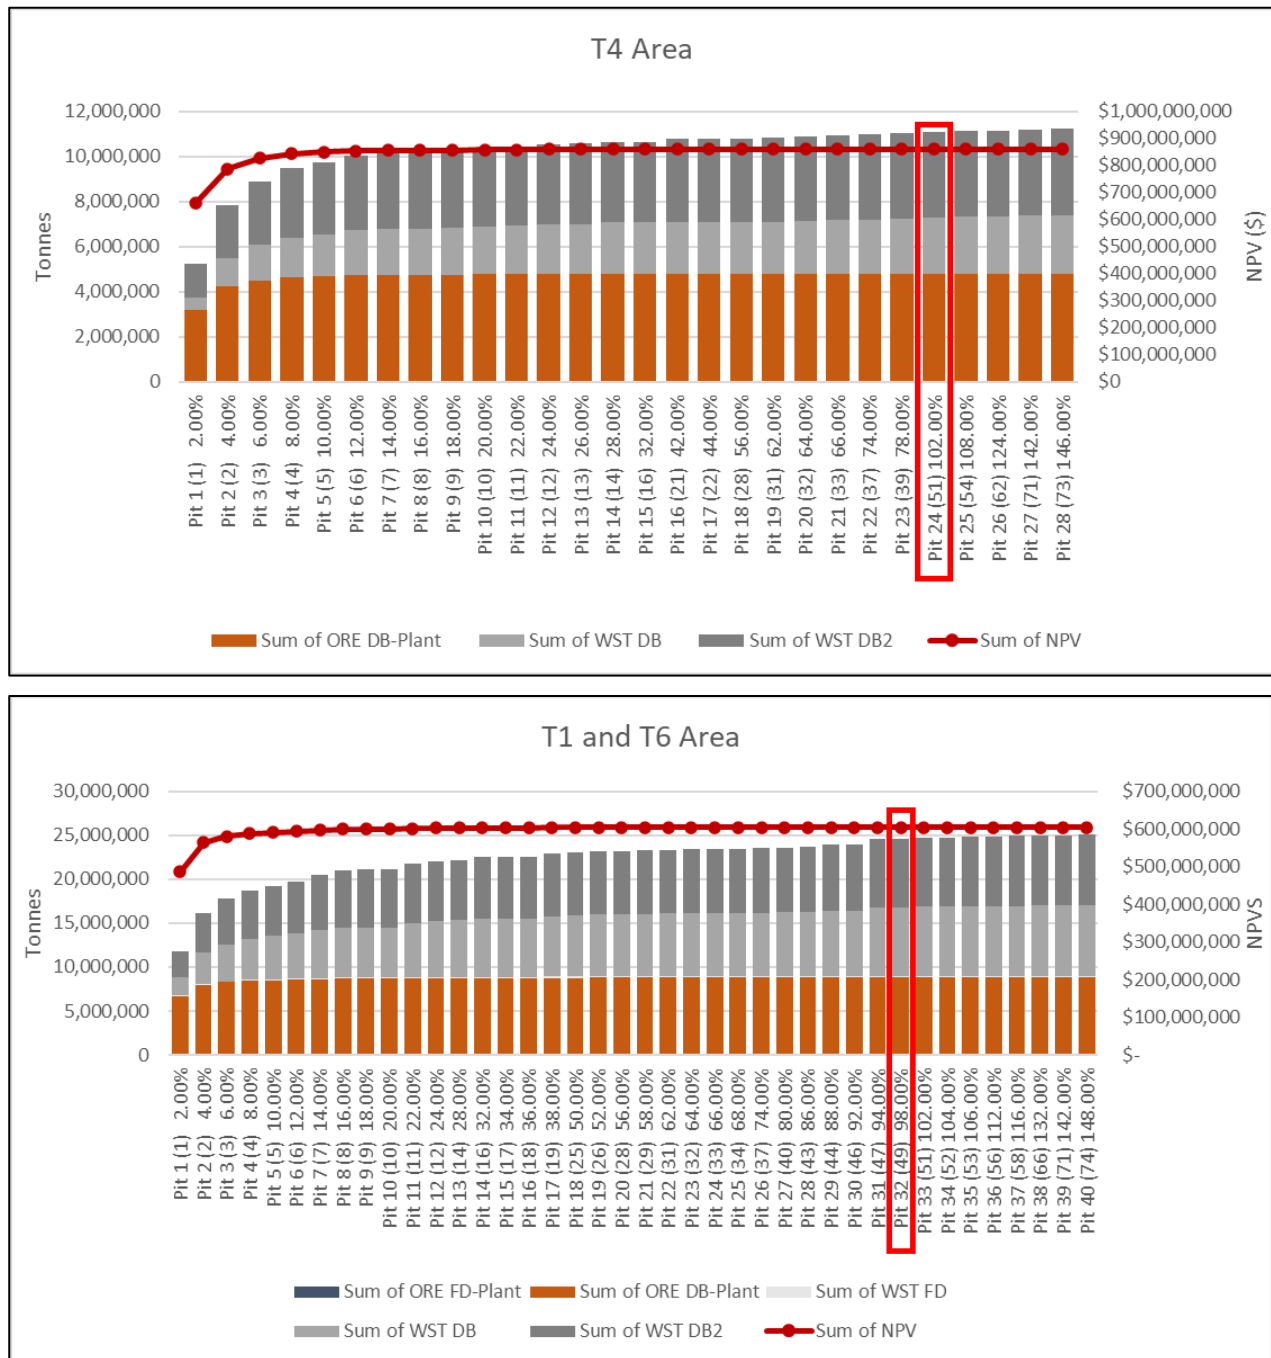 T4 Area
Tonnes
12,000,000
10,000,000
8,000,000
6,000,000
4,000,000
2,000,000
0
$1,000,000,000
$900,000,000
$800,000,000
$700,000,000
$600,000,000
$500,000,000
$400,000,000
$300,000,000
$200,000,000
$100,000,000
$0
NPV ($)
Pit 1 (1) 2.00%
Pit 2 (2) 4.00%
Pit 3 (3) 6.00%
Pit 4 (4) 8.00%
Pit 5 (5) 10.00%
Pit 6 (6) 12.00%
Pit 7 (7) 14.00%
Pit 8 (8) 16.00%
Pit 9 (9) 18.00%
Pit 10 (10) 20.00%
Pit 11 (11) 22.00%
Pit 12 (12) 24.00%
Pit 13 (13) 26.00%
Pit 14 (14) 28.00%
Pit 15 (16) 32.00%
Pit 16 (21) 42.00%
Pit 17 (22) 44.00%
Pit 18 (28) 56.00%
Pit 19 (31) 62.00%
Pit 20 (32) 64.00%
Pit 21 (33) 66.00%
Pit 22 (37) 74.00%
Pit 23 (39) 78.00%
Pit 24 (51) 102.00%
Pit 25 (54) 108.00%
Pit 26 (62) 124.00%
Pit 27 (71) 142.00%
Pit 28 (73) 146.00%
Sum of ORE DB-Plant
Sum of WST DB
Sum of WST DB2
Sum of NPV
T1 and T6 Area
Tonnes
30,000,000
25,000,000
20,000,000
15,000,000
10,000,000
5,000,000
0
$700,000,000
$600,000,000
$500,000,000
$400,000,000
$300,000,000
$200,000,000
$100,000,000
$-
NPVS
Pit 1 (1) 2.00%
Pit 2 (2) 4.00%
Pit 3 (3) 6.00%
Pit 4 (4) 8.00%
Pit 5 (5) 10.00%
Pit 6 (6) 12.00%
Pit 7 (7) 14.00%
Pit 8 (8) 16.00%
Pit 9 (9) 18.00%
Pit 10 (10) 20.00%
Pit 11 (11) 22.00%
Pit 12 (12) 24.00%
Pit 13 (14) 28.00%
Pit 14 (16) 32.00%
Pit 15 (17) 34.00%
Pit 16 (18) 36.00%
Pit 17 (19) 38.00%
Pit 18 (25) 50.00%
Pit 19 (26) 52.00%
Pit 20 (28) 56.00%
Pit 21 (29) 58.00%
Pit 22 (31) 62.00%
Pit 23 (32) 64.00%
Pit 24 (33) 66.00%
Pit 25 (34) 68.00%
Pit 26 (37) 74.00%
Pit 27 (40) 80.00%
Pit 28 (43) 86.00%
Pit 29 (44) 88.00%
Pit 30 (46) 92.00%
Pit 31 (47) 94.00%
Pit 32 (49) 98.00%
Pit 33 (51) 102.00%
Pit 34 (52) 104.00%
Pit 35 (53) 106.00%
Pit 36 (56) 112.00%
Pit 37 (58) 116.00%
Pit 38 (66) 132.00%
Pit 39 (71) 142.00%
Pit 40 (74) 148.00%
Sum of ORE FD-Plant
Sum of ORE DB-Plant
Sum of WST FD
Sum of WST DB
Sum of WST DB2
Sum of NPV